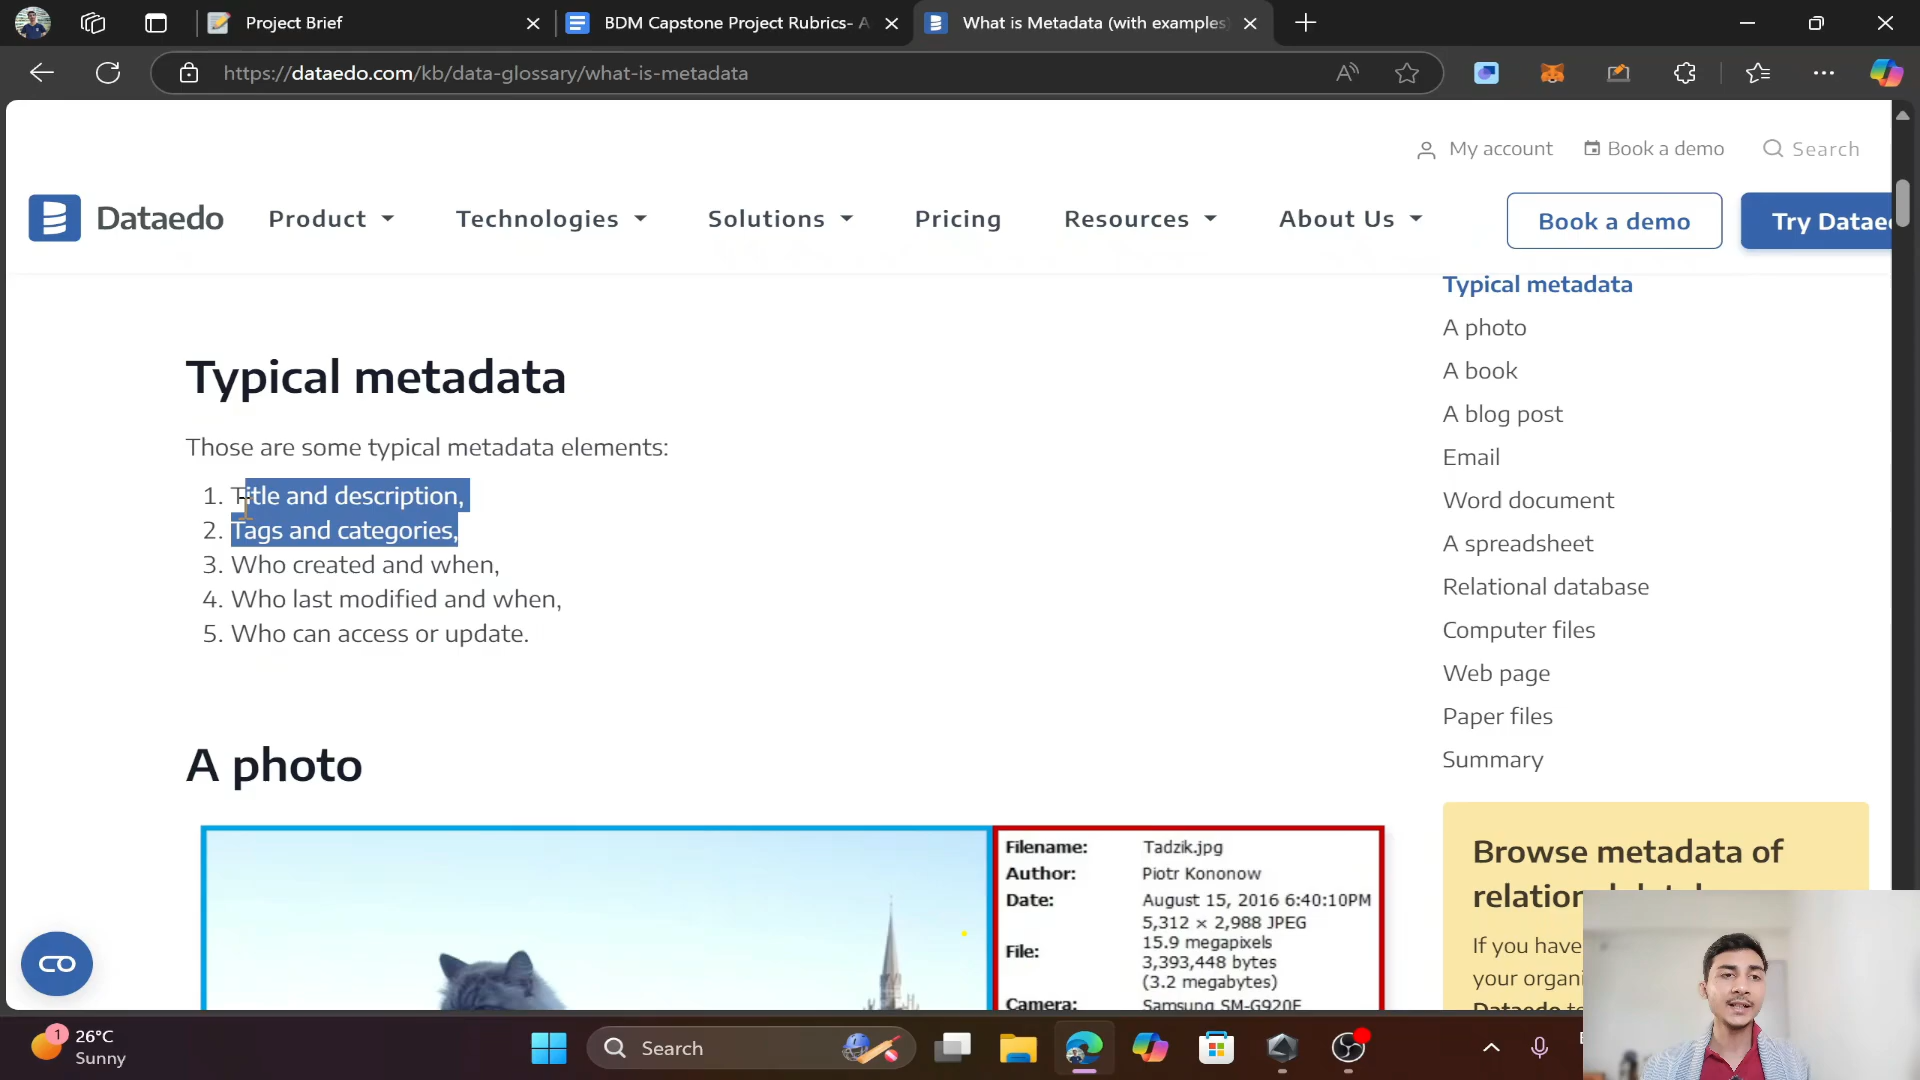 Project Brief
BDM Capstone Project Rubrics- A
What is Metadata (with examples
https://dataedo.com/kb/data-glossary/what-is-metadata
My account
Book a demo
Search
Dataedo
Product
Technologies
Solutions
Pricing
Resources
About Us
Book a demo
Try Dataed
Typical metadata
Those are some typical metadata elements:
1. Title and description,
2. Tags and categories,
3. Who created and when,
4. Who last modified and when,
5. Who can access or update.
A photo
Filename: Tadzik.jpg
Author: Piotr Kononow
Date: August 15, 2016 6:40:10PM
File: 5,312 × 2,988 JPEG
15.9 megapixels
3,393,448 bytes
(3.2 megabytes)
Camera: Samsung SM-G920F
Typical metadata
A photo
A book
A blog post
Email
Word document
A spreadsheet
Relational database
Computer files
Web page
Paper files
Summary
Browse metadata of
If you have
your organi
1
26°C
Sunny
Search